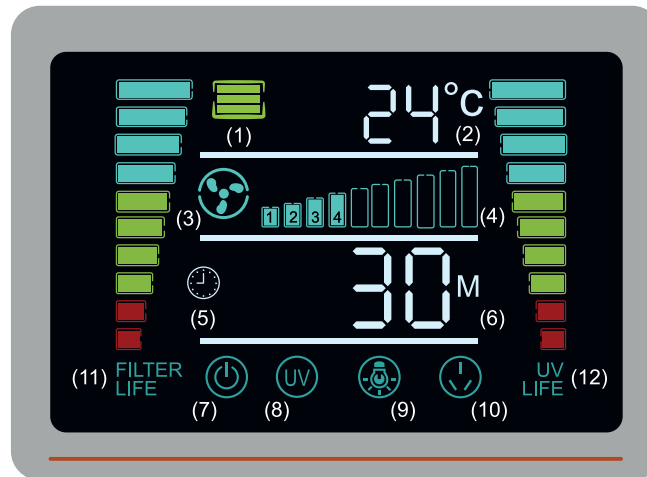 (1)
24°C
(2)
(3)
1 2 3 4
(4)
30 M
(5)
(6)
(11) FILTER LIFE
UV LIFE (12)
UV
(7)
(8)
(9)
(10)